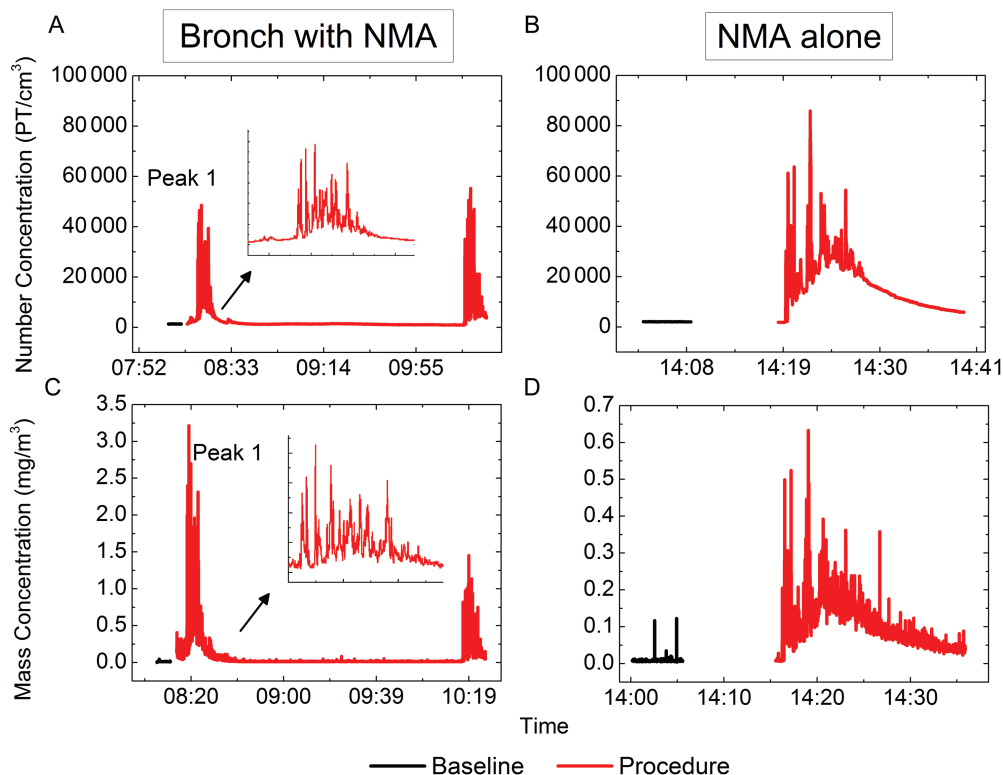 A
Bronch with NMA
B
NMA alone
Number Concentration (PT/cm³)
100 000
80 000
60 000
40 000
20 000
0
Peak 1
07:52 08:33 09:14 09:55
100 000
80 000
60 000
40 000
20 000
0
14:08 14:19 14:30 14:41
C
D
Mass Concentration (mg/m³)
3.5
3.0
2.5
2.0
1.5
1.0
0.5
0.0
Peak 1
08:20 09:00 09:39 10:19
0.7
0.6
0.5
0.4
0.3
0.2
0.1
0.0
14:00 14:10 14:20 14:30
Time
Baseline Procedure